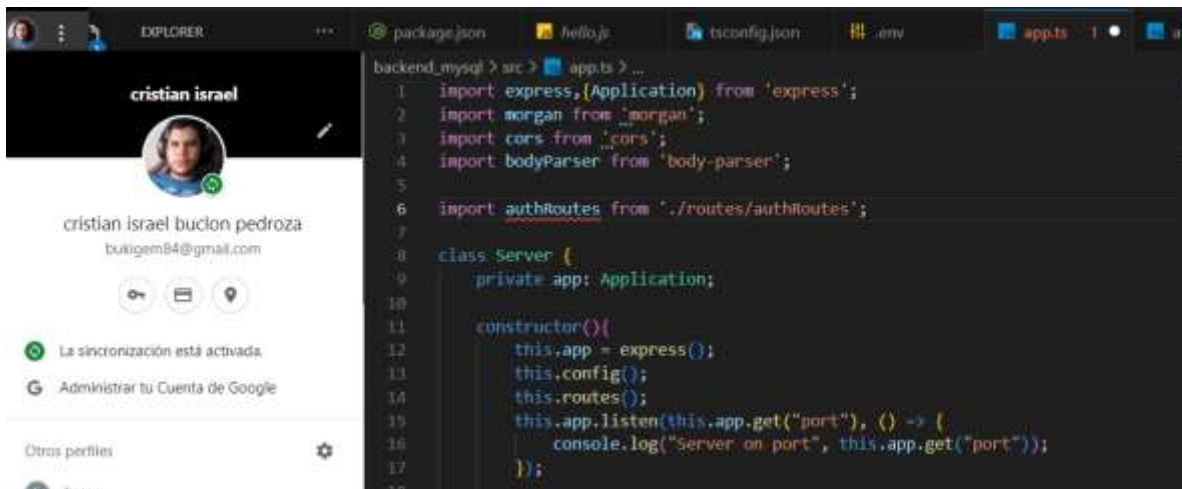 EXPLORER ...
package.json
hello.js
tsconfig.json
.env
app.ts 1
cristian israel
cristian israel bucion pedroza
bukigem84@gmail.com
La sincronización está activada.
G Administrar tu Cuenta de Google
Otros perfiles
backend_mysql > src > app.ts > ...
1 import express,{Application} from 'express';
2 import morgan from 'morgan';
3 import cors from 'cors';
4 import bodyParser from 'body-parser';
5
6 import authRoutes from './routes/authRoutes';
7
8 class Server {
9 private app: Application;
10
11 constructor(){
12 this.app = express();
13 this.config();
14 this.routes();
15 this.app.listen(this.app.get("port"), () => {
16 console.log("Server on port", this.app.get("port"));
17 });